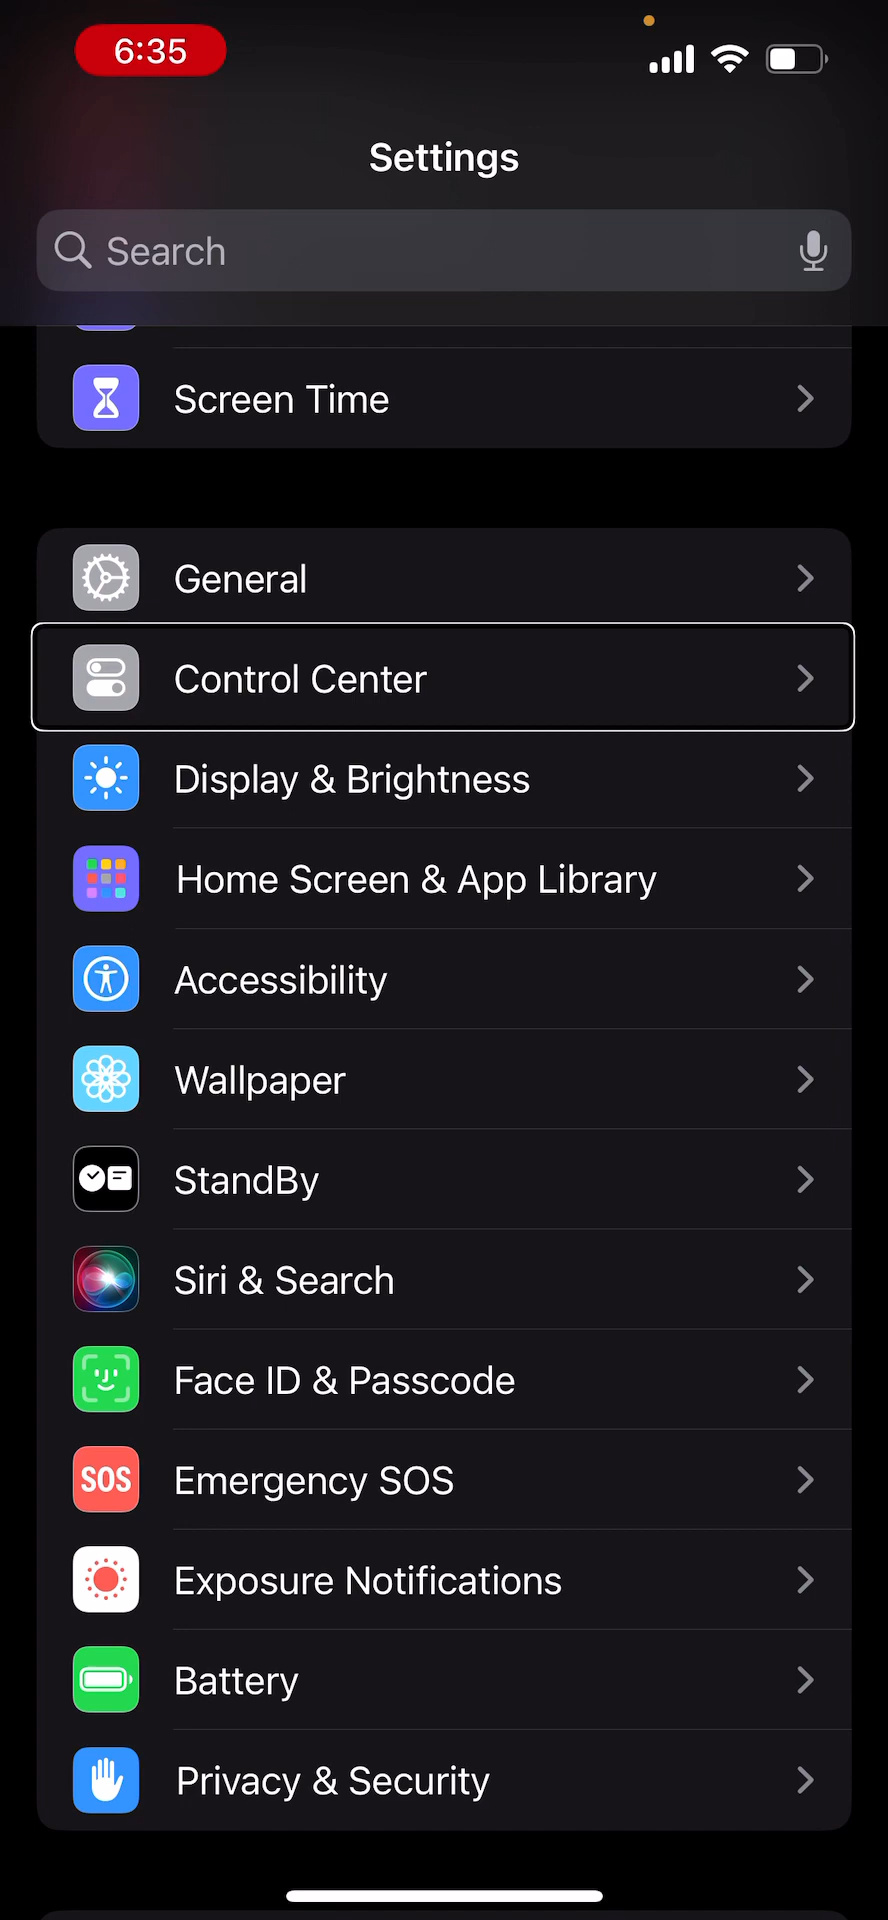 6:35
Settings
Search
Screen Time
General
Control Center
Display & Brightness
Home Screen & App Library
Accessibility
Wallpaper
StandBy
Siri & Search
Face ID & Passcode
SOS
Emergency SOS
Exposure Notifications
Battery
Privacy & Security